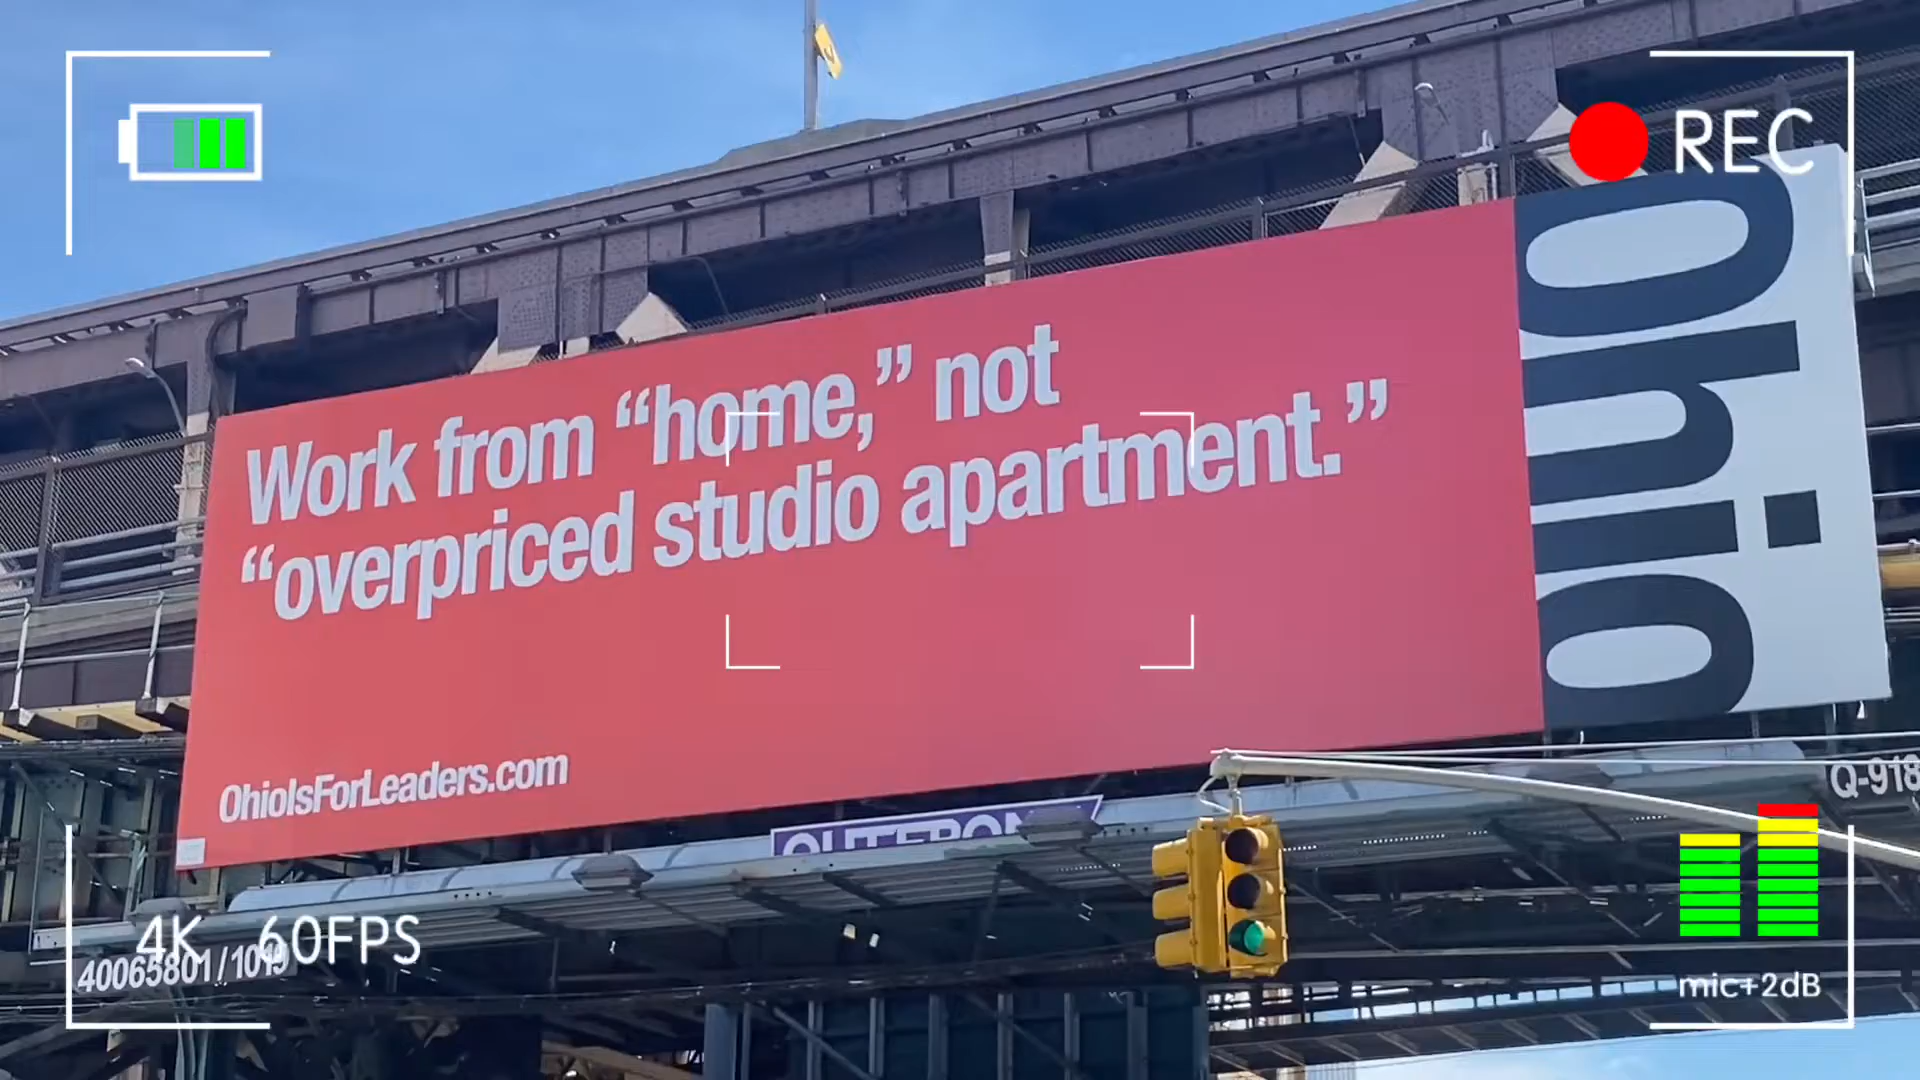 REC
Work from “home,” not
“overpriced studio apartment.”
Ohio
OhioIsForLeaders.com
Q-918
4K 60FPS
40065801/1019
mic+2dB